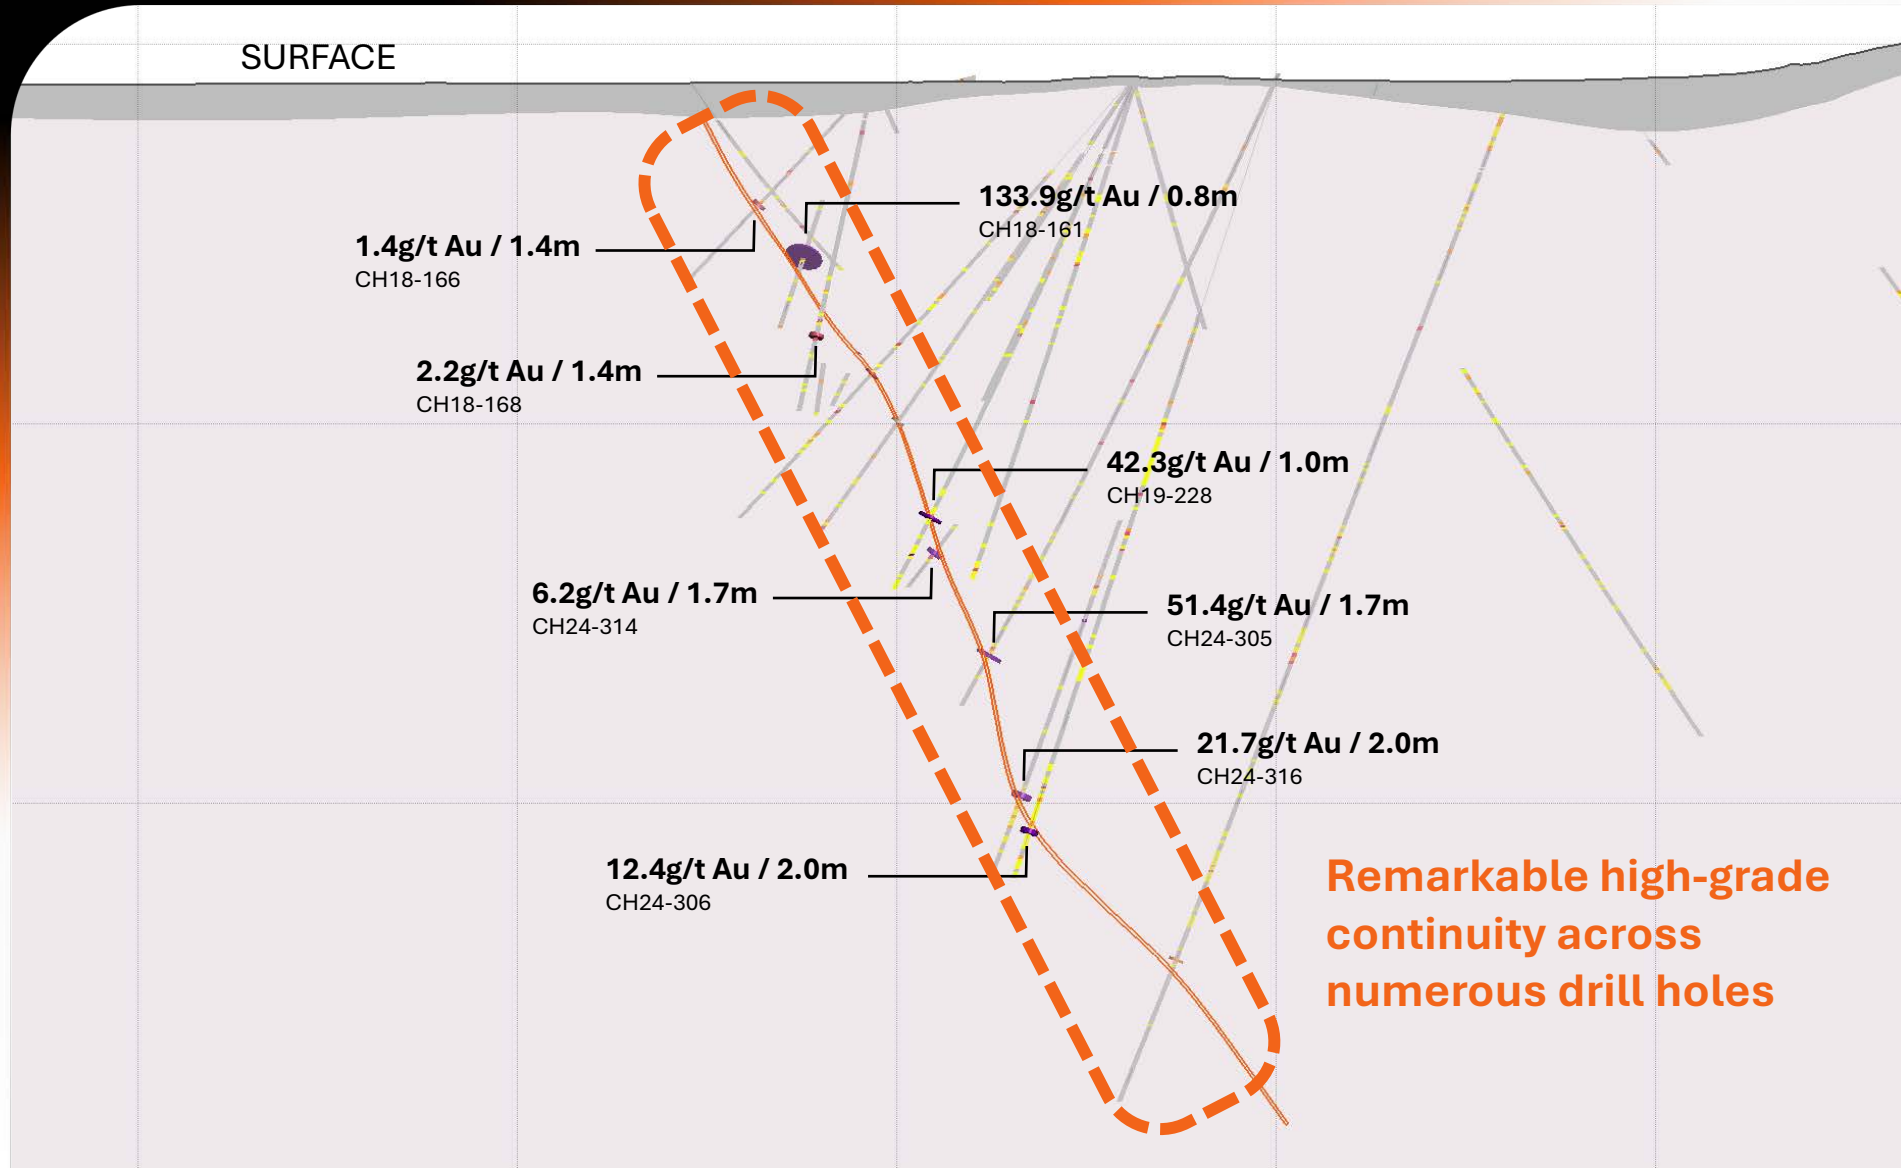 SURFACE
133.9g/t Au / 0.8m
CH18-161
1.4g/t Au / 1.4m
CH18-166
2.2g/t Au / 1.4m
CH18-168
42.3g/t Au / 1.0m
CH19-228
6.2g/t Au / 1.7m
CH24-314
51.4g/t Au / 1.7m
CH24-305
21.7g/t Au / 2.0m
CH24-316
12.4g/t Au / 2.0m
CH24-306
Remarkable high-grade
continuity across
numerous drill holes